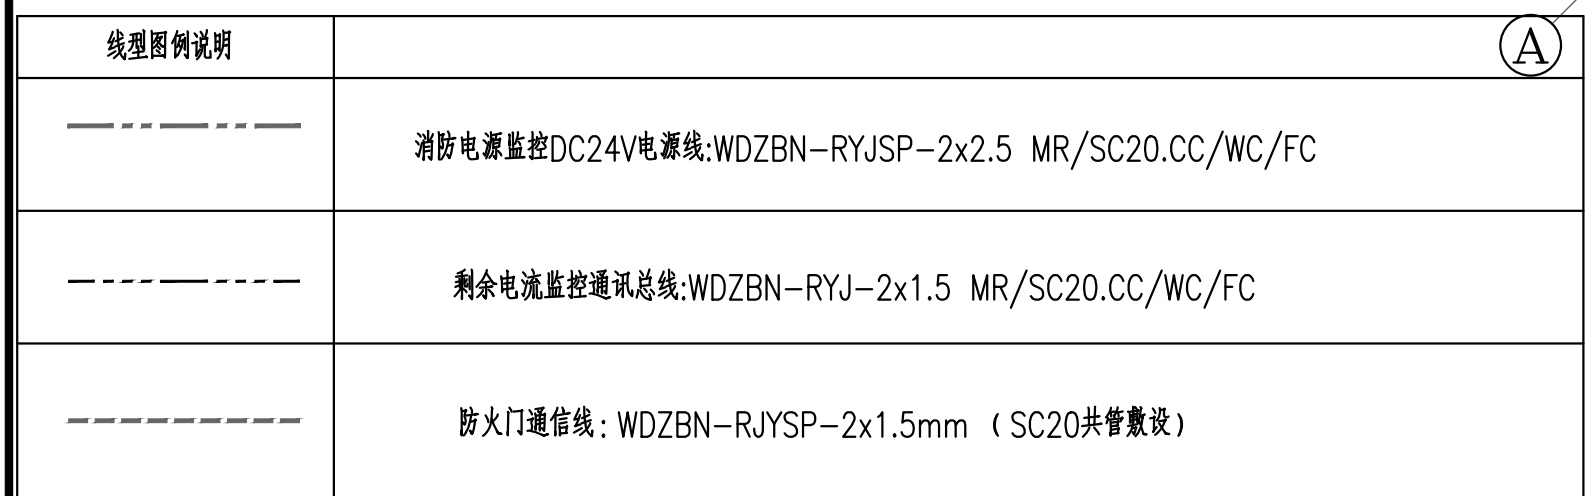 线型图例说明
A
消防电源监控DC24V电源线:WDZBN-RYJSP-2x2.5 MR/SC20.CC/WC/FC
剩余电流监控通讯总线:WDZBN-RYJ-2x1.5 MR/SC20.CC/WC/FC
防火门通信线: WDZBN-RJYSP-2x1.5mm (SC20共管敷设)